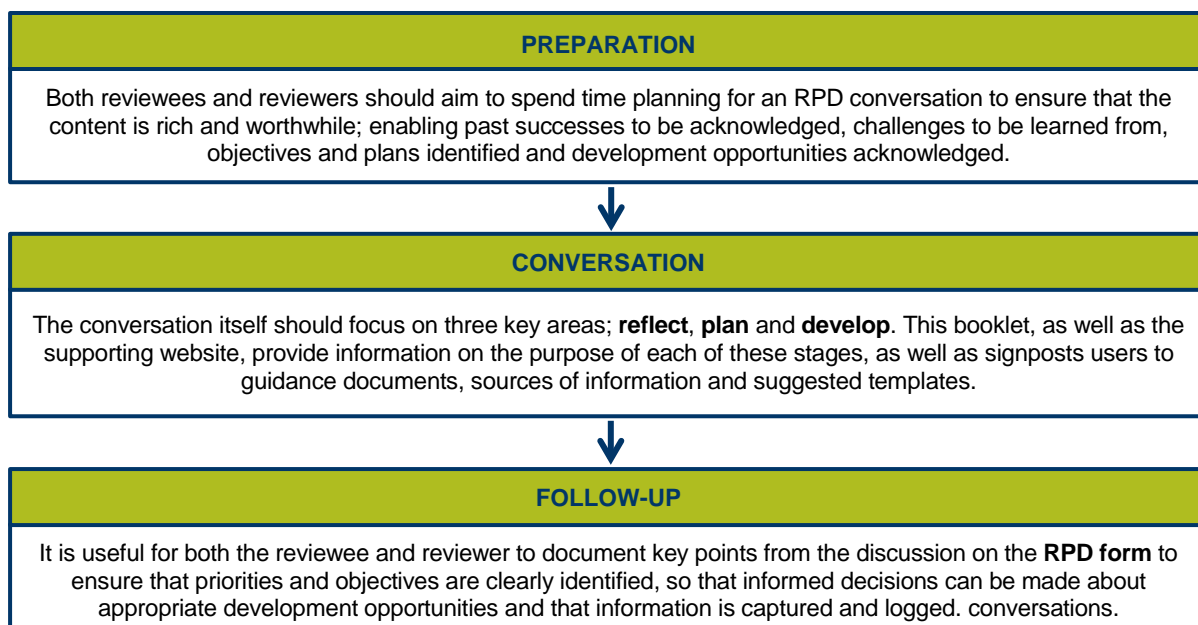 PREPARATION
Both reviewees and reviewers should aim to spend time planning for an RPD conversation to ensure that the
content is rich and worthwhile; enabling past successes to be acknowledged, challenges to be learned from,
objectives and plans identified and development opportunities acknowledged.
CONVERSATION
The conversation itself should focus on three key areas; reflect, plan and develop. This booklet, as well as the
supporting website, provide information on the purpose of each of these stages, as well as signposts users to
guidance documents, sources of information and suggested templates.
FOLLOW-UP
It is useful for both the reviewee and reviewer to document key points from the discussion on the RPD form to
ensure that priorities and objectives are clearly identified, so that informed decisions can be made about
appropriate development opportunities and that information is captured and logged. conversations.